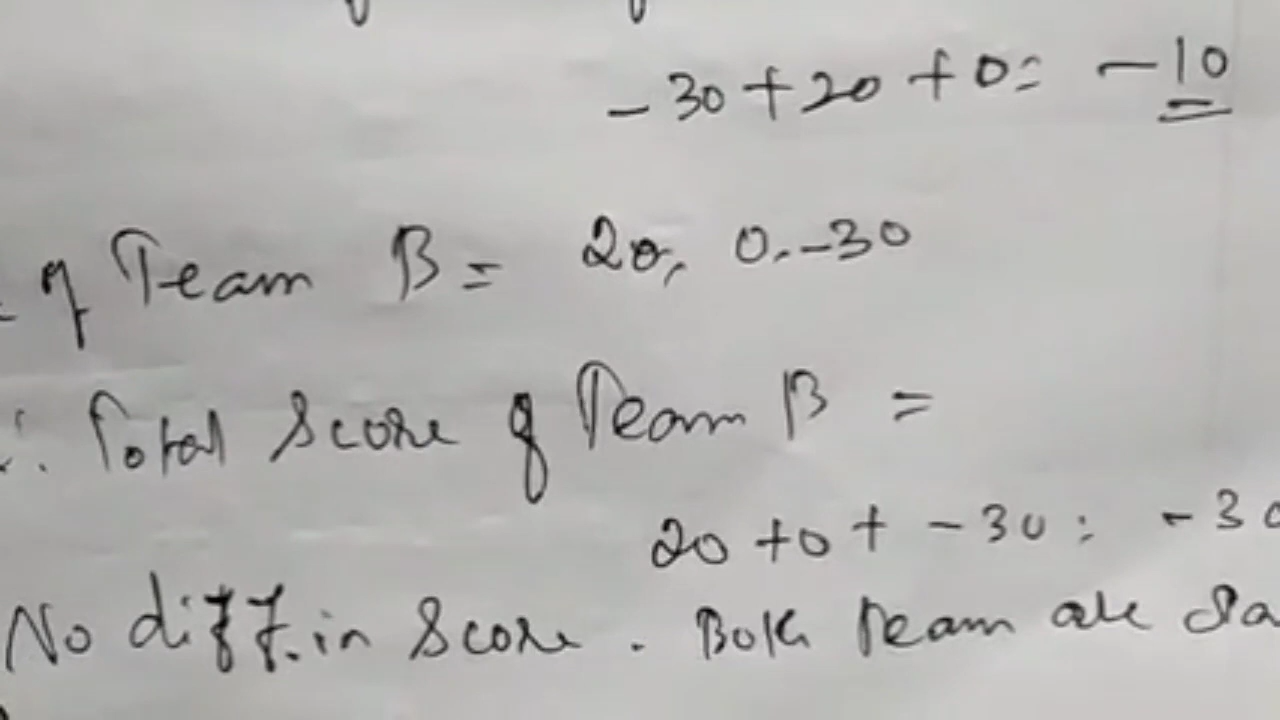 -30+20+0= -10
of Team B= 20, 0,-30
∴ Total Score of Team B =
20+0+ -30= -30
No diff.in Score. Both Team are Sa